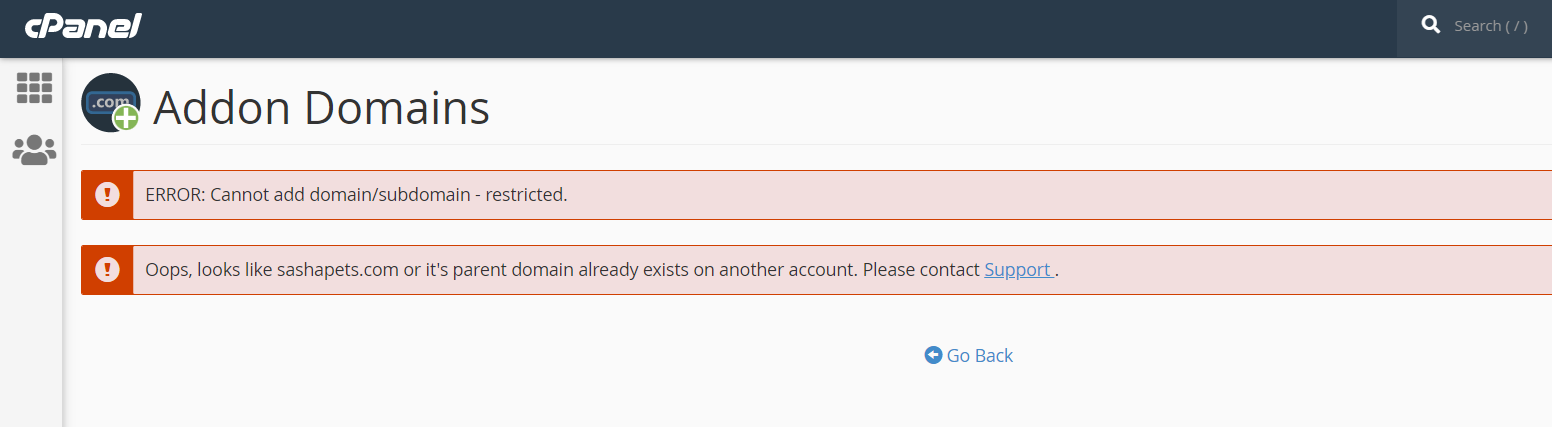 cPanel
Search ( / )
.com
Addon Domains
ERROR: Cannot add domain/subdomain - restricted.
Oops, looks like sashapets.com or it's parent domain already exists on another account. Please contact Support .
Go Back